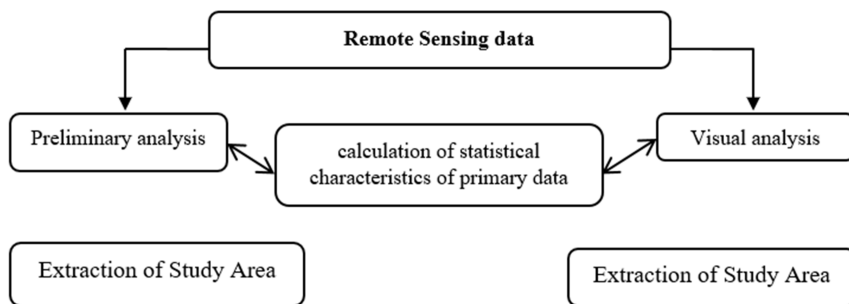 Remote Sensing data
Preliminary analysis
calculation of statistical
characteristics of primary data
Visual analysis
Extraction of Study Area
Extraction of Study Area